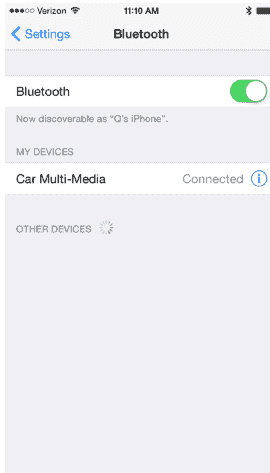 Verizon 11:10 AM
Settings Bluetooth
Bluetooth
Now discoverable as “Q’s iPhone”.
MY DEVICES
Car Multi-Media Connected
OTHER DEVICES